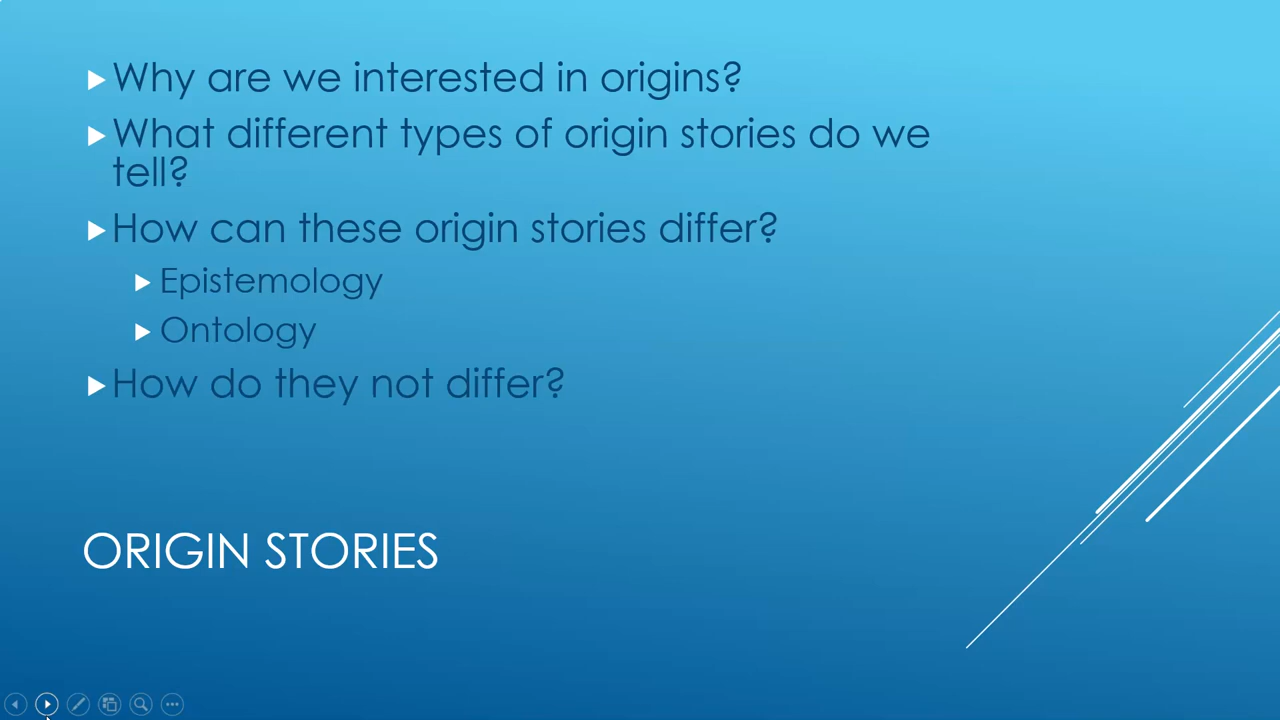 Why are we interested in origins?
What different types of origin stories do we
tell?
How can these origin stories differ?
Epistemology
Ontology
How do they not differ?
ORIGIN STORIES